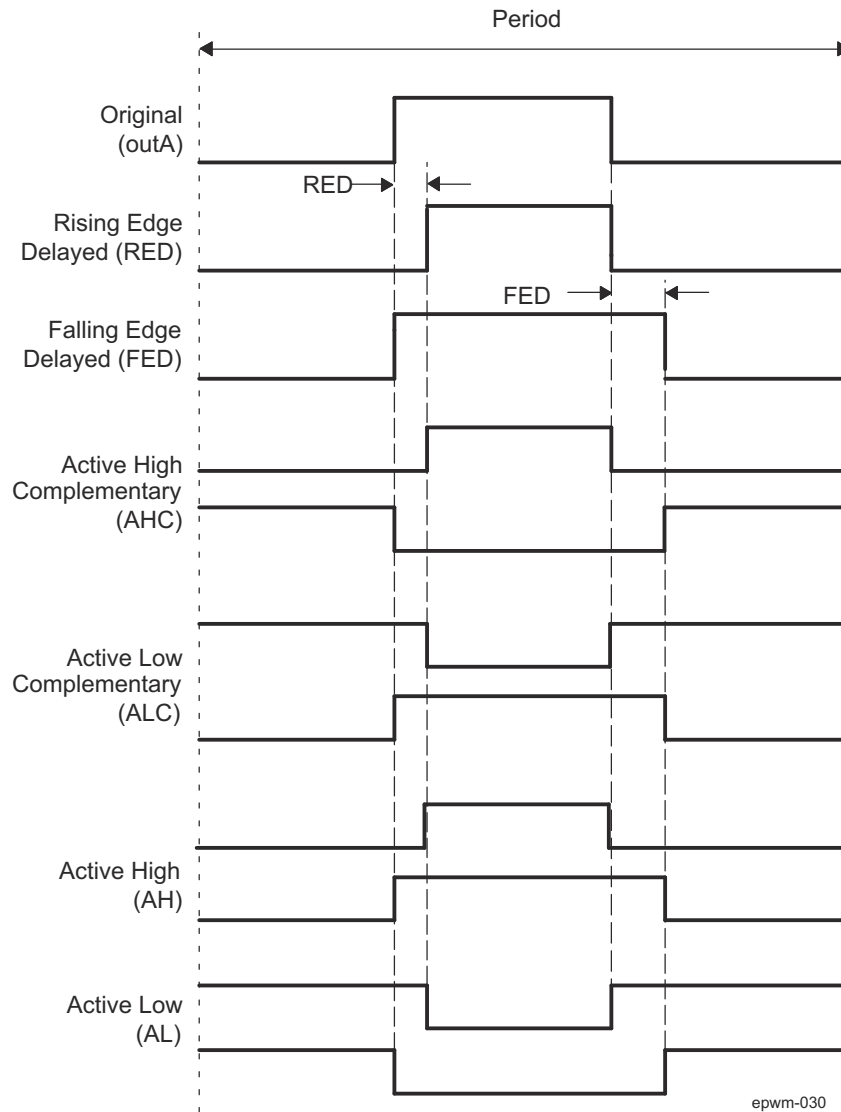 Period
Original
(outA)
RED
Rising Edge
Delayed (RED)
FED
Falling Edge
Delayed (FED)
Active High
Complementary
(AHC)
Active Low
Complementary
(ALC)
Active High
(AH)
Active Low
(AL)
epwm-030